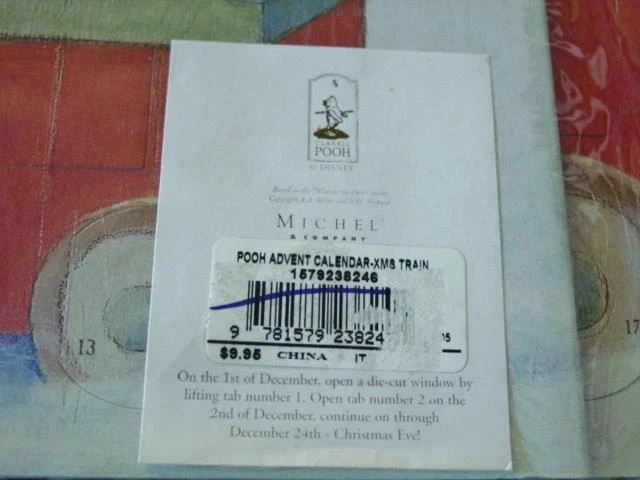 CLASSIC
POOH
© DISNEY
Based on the "Winnie the Pooh" works
Copyright A.A. Milne and E.H. Shepard
MICHEL
& COMPANY
POOH ADVENT CALENDAR-XMS TRAIN
1579238246
9 781579 23824
$9.95 CHINA IT
On the 1st of December, open a die-cut window by
lifting tab number 1. Open tab number 2 on the
2nd of December, continue on through
December 24th - Christmas Eve!
13
17